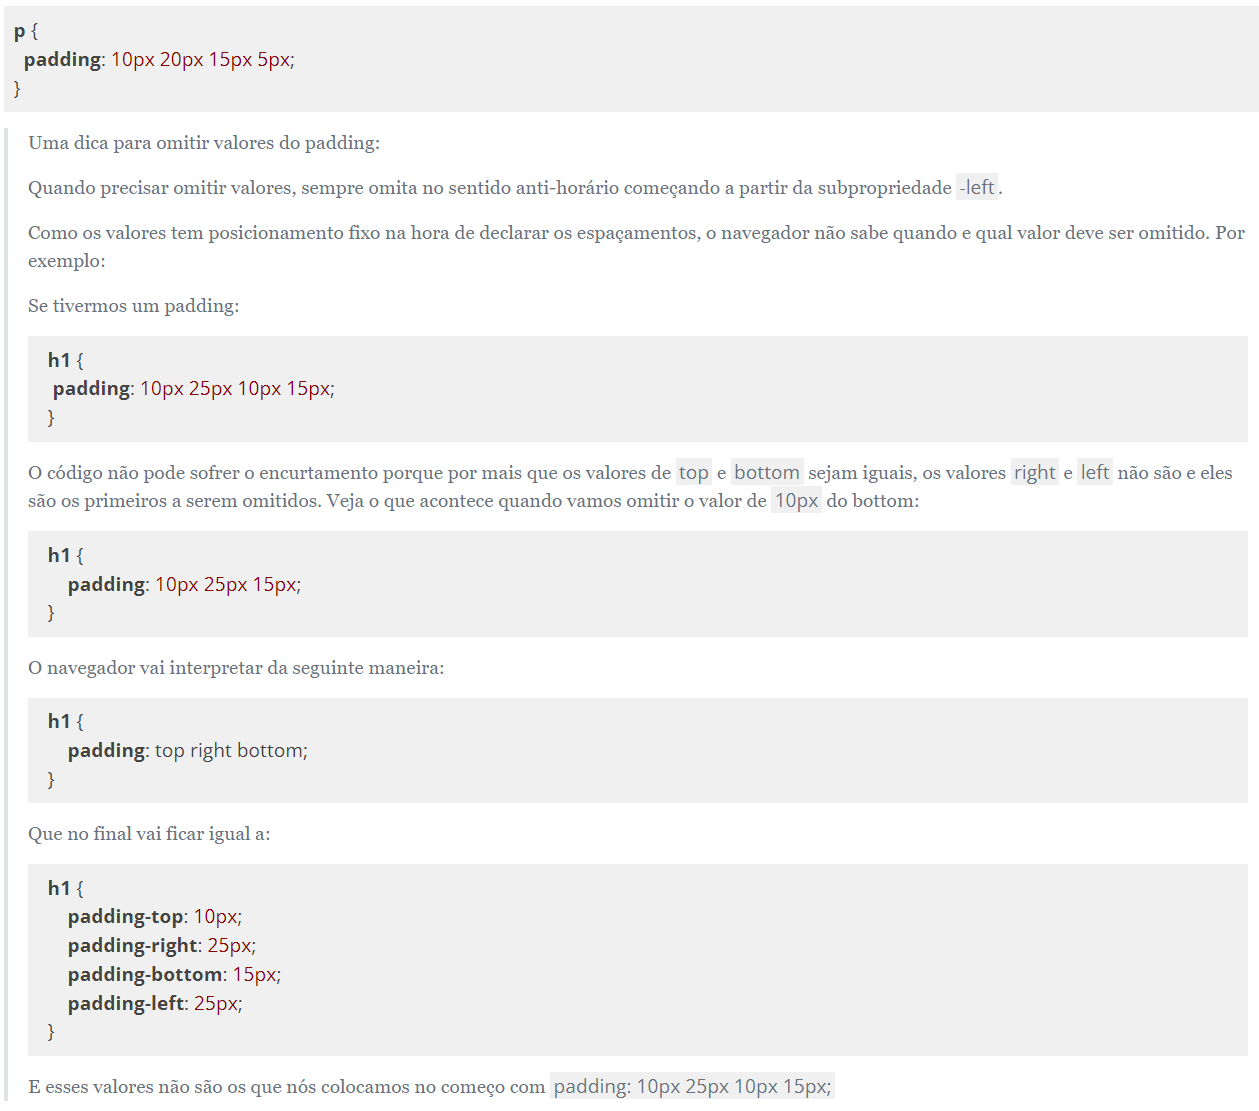 p {
padding: 10px 20px 15px 5px;
}
Uma dica para omitir valores do padding:
Quando precisar omitir valores, sempre omita no sentido anti-horário começando a partir da subpropriedade -left.
Como os valores tem posicionamento fixo na hora de declarar os espaçamentos, o navegador não sabe quando e qual valor deve ser omitido. Por
exemplo:
Se tivermos um padding:
h1 {
padding: 10px 25px 10px 15px;
}
O código não pode sofrer o encurtamento porque por mais que os valores de top e bottom sejam iguais, os valores right e left não são e eles
são os primeiros a serem omitidos. Veja o que acontece quando vamos omitir o valor de 10px do bottom:
h1 {
padding: 10px 25px 15px;
}
O navegador vai interpretar da seguinte maneira:
h1 {
padding: top right bottom;
}
Que no final vai ficar igual a:
h1 {
padding-top: 10px;
padding-right: 25px;
padding-bottom: 15px;
padding-left: 25px;
}
E esses valores não são os que nós colocamos no começo com padding: 10px 25px 10px 15px;